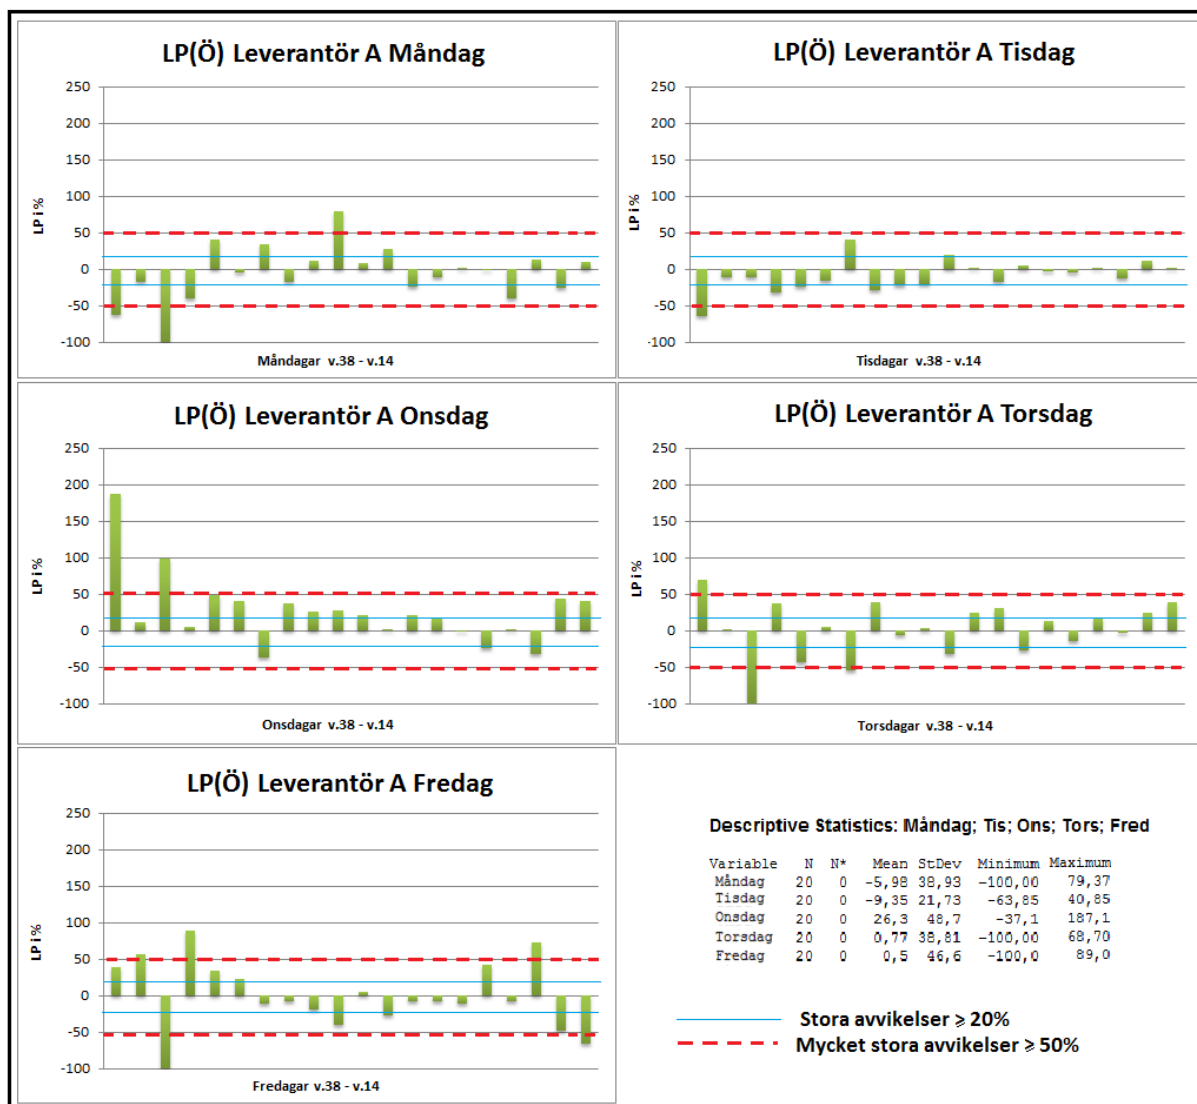 LP(Ö) Leverantör A Måndag
250
200
150
100
50
0
-50
-100
LP i %
Måndagar v.38 - v.14
LP(Ö) Leverantör A Tisdag
250
200
150
100
50
0
-50
-100
LP i %
Tisdagar v.38 - v.14
LP(Ö) Leverantör A Onsdag
250
200
150
100
50
0
-50
-100
LP i %
Onsdagar v.38 - v.14
LP(Ö) Leverantör A Torsdag
250
200
150
100
50
0
-50
-100
LP i %
Torsdagar v.38 - v.14
LP(Ö) Leverantör A Fredag
250
200
150
100
50
0
-50
-100
LP i %
Fredagar v.38 - v.14
Descriptive Statistics: Måndag; Tis; Ons; Tors; Fred
Variable N N* Mean StDev Minimum Maximum
Måndag 20 0 -5,98 38,93 -100,00 79,37
Tisdag 20 0 -9,35 21,73 -63,85 40,85
Onsdag 20 0 26,3 48,7 -37,1 187,1
Torsdag 20 0 0,77 38,81 -100,00 68,70
Fredag 20 0 0,5 46,6 -100,0 89,0
Stora avvikelser ⩾ 20%
Mycket stora avvikelser ⩾ 50%